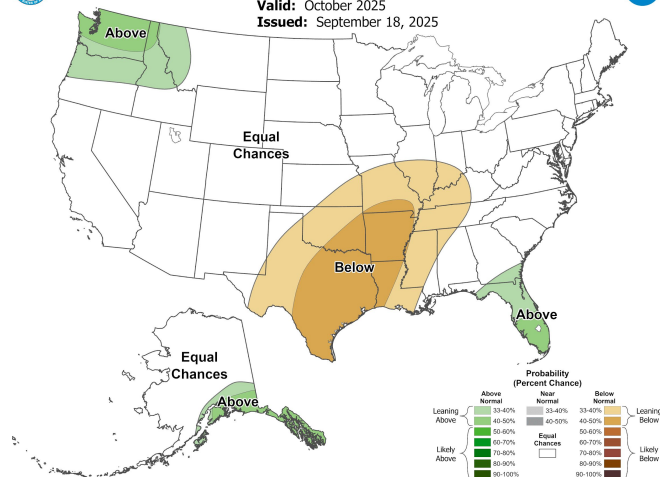 Valid: October 2025
Issued: September 18, 2025
Above
Equal
Chances
Below
Above
Equal
Chances
Above
Probability
(Percent Chance)
Above
Normal
Near
Normal
Below
Normal
Leaning
Above
33-40%
33-40%
33-40%
Leaning
Below
40-50%
40-50%
40-50%
50-60%
50-60%
Equal
Chances
60-70%
60-70%
Likely
Above
70-80%
70-80%
Likely
Below
80-90%
80-90%
90-100%
90-100%